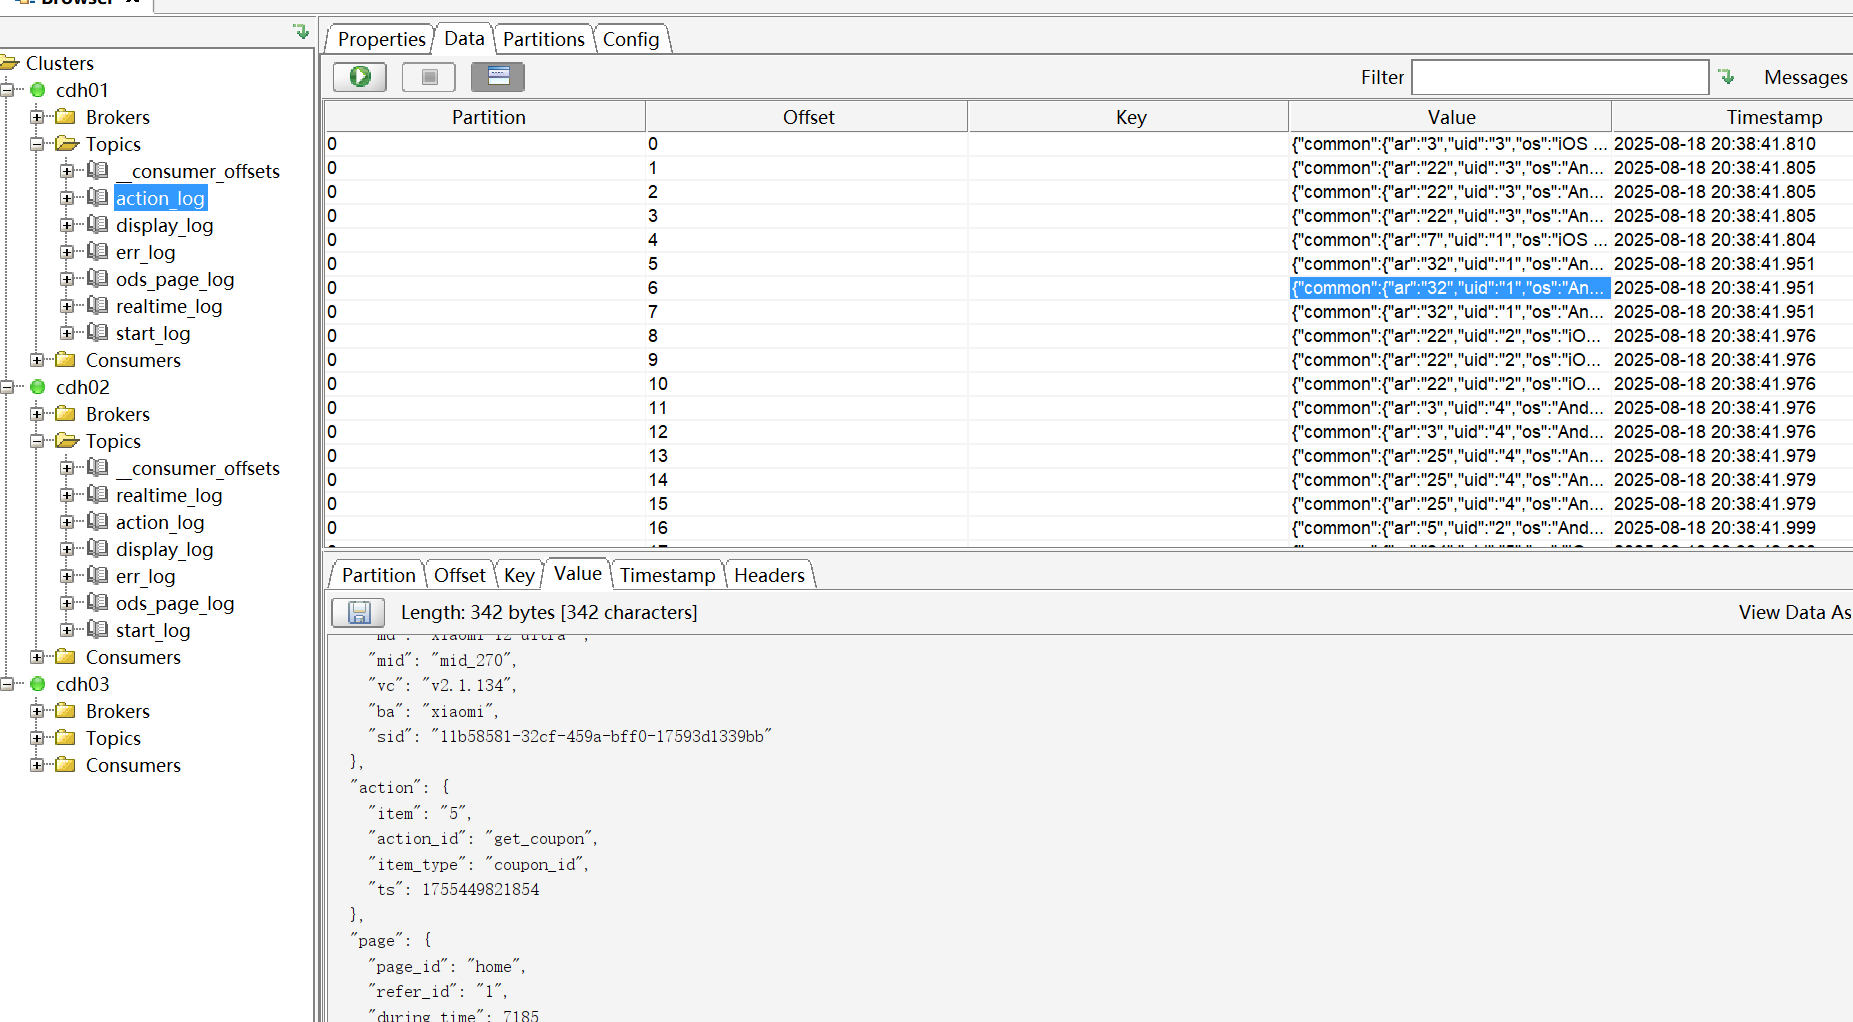 Browser
Clusters
cdh01
Brokers
Topics
__consumer_offsets
action_log
display_log
err_log
ods_page_log
realtime_log
start_log
Consumers
cdh02
Brokers
Topics
__consumer_offsets
realtime_log
action_log
display_log
err_log
ods_page_log
start_log
Consumers
cdh03
Brokers
Topics
Consumers
Properties Data Partitions Config
Filter Messages
Partition Offset Key Value Timestamp
0 0 {"common":{"ar":"3","uid":"3","os":"iOS ... 2025-08-18 20:38:41.810
0 1 {"common":{"ar":"22","uid":"3","os":"An... 2025-08-18 20:38:41.805
0 2 {"common":{"ar":"22","uid":"3","os":"An... 2025-08-18 20:38:41.805
0 3 {"common":{"ar":"22","uid":"3","os":"An... 2025-08-18 20:38:41.805
0 4 {"common":{"ar":"7","uid":"1","os":"iOS ... 2025-08-18 20:38:41.804
0 5 {"common":{"ar":"32","uid":"1","os":"An... 2025-08-18 20:38:41.951
0 6 {"common":{"ar":"32","uid":"1","os":"An... 2025-08-18 20:38:41.951
0 7 {"common":{"ar":"32","uid":"1","os":"An... 2025-08-18 20:38:41.951
0 8 {"common":{"ar":"22","uid":"2","os":"iO... 2025-08-18 20:38:41.976
0 9 {"common":{"ar":"22","uid":"2","os":"iO... 2025-08-18 20:38:41.976
0 10 {"common":{"ar":"22","uid":"2","os":"iO... 2025-08-18 20:38:41.976
0 11 {"common":{"ar":"3","uid":"4","os":"And... 2025-08-18 20:38:41.976
0 12 {"common":{"ar":"3","uid":"4","os":"And... 2025-08-18 20:38:41.976
0 13 {"common":{"ar":"25","uid":"4","os":"An... 2025-08-18 20:38:41.979
0 14 {"common":{"ar":"25","uid":"4","os":"An... 2025-08-18 20:38:41.979
0 15 {"common":{"ar":"25","uid":"4","os":"An... 2025-08-18 20:38:41.979
0 16 {"common":{"ar":"5","uid":"2","os":"And... 2025-08-18 20:38:41.999
Partition Offset Key Value Timestamp Headers
Length: 342 bytes [342 characters] View Data As
"md": "xiaomi 12 ultra ",
"mid": "mid_270",
"vc": "v2.1.134",
"ba": "xiaomi",
"sid": "11b58581-32cf-459a-bff0-17593d1339bb"
},
"action": {
"item": "5",
"action_id": "get_coupon",
"item_type": "coupon_id",
"ts": 1755449821854
},
"page": {
"page_id": "home",
"refer_id": "1",
"during_time": 7185